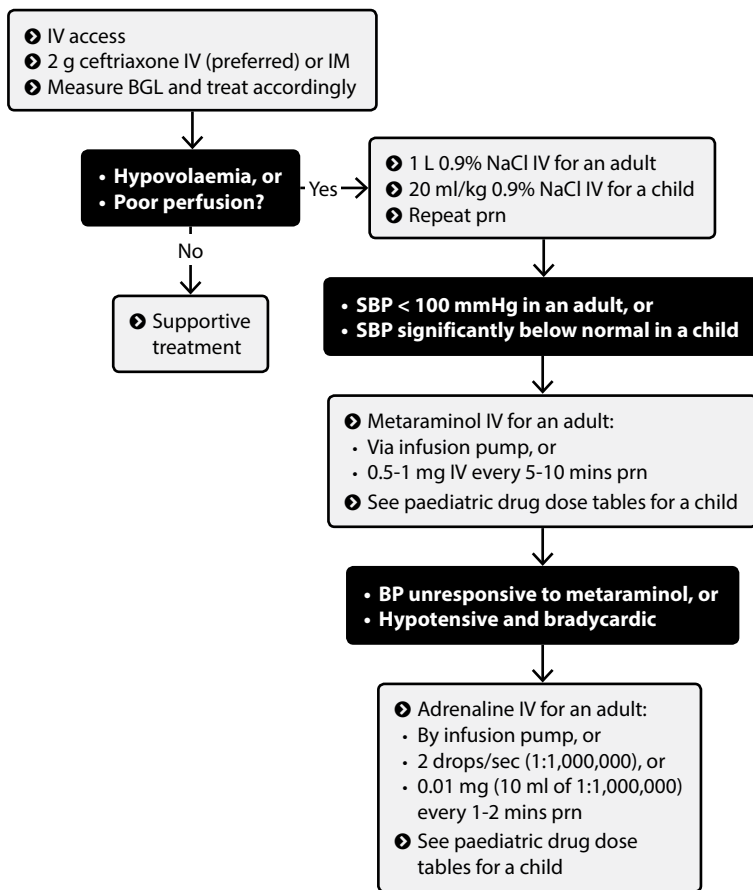 IV access
2 g ceftriaxone IV (preferred) or IM
Measure BGL and treat accordingly
• Hypovolaemia, or
• Poor perfusion?
Yes
1 L 0.9% NaCl IV for an adult
20 ml/kg 0.9% NaCl IV for a child
Repeat prn
No
Supportive
treatment
• SBP < 100 mmHg in an adult, or
• SBP significantly below normal in a child
Metaraminol IV for an adult:
• Via infusion pump, or
• 0.5-1 mg IV every 5-10 mins prn
See paediatric drug dose tables for a child
• BP unresponsive to metaraminol, or
• Hypotensive and bradycardic
Adrenaline IV for an adult:
• By infusion pump, or
• 2 drops/sec (1:1,000,000), or
• 0.01 mg (10 ml of 1:1,000,000)
every 1-2 mins prn
See paediatric drug dose
tables for a child